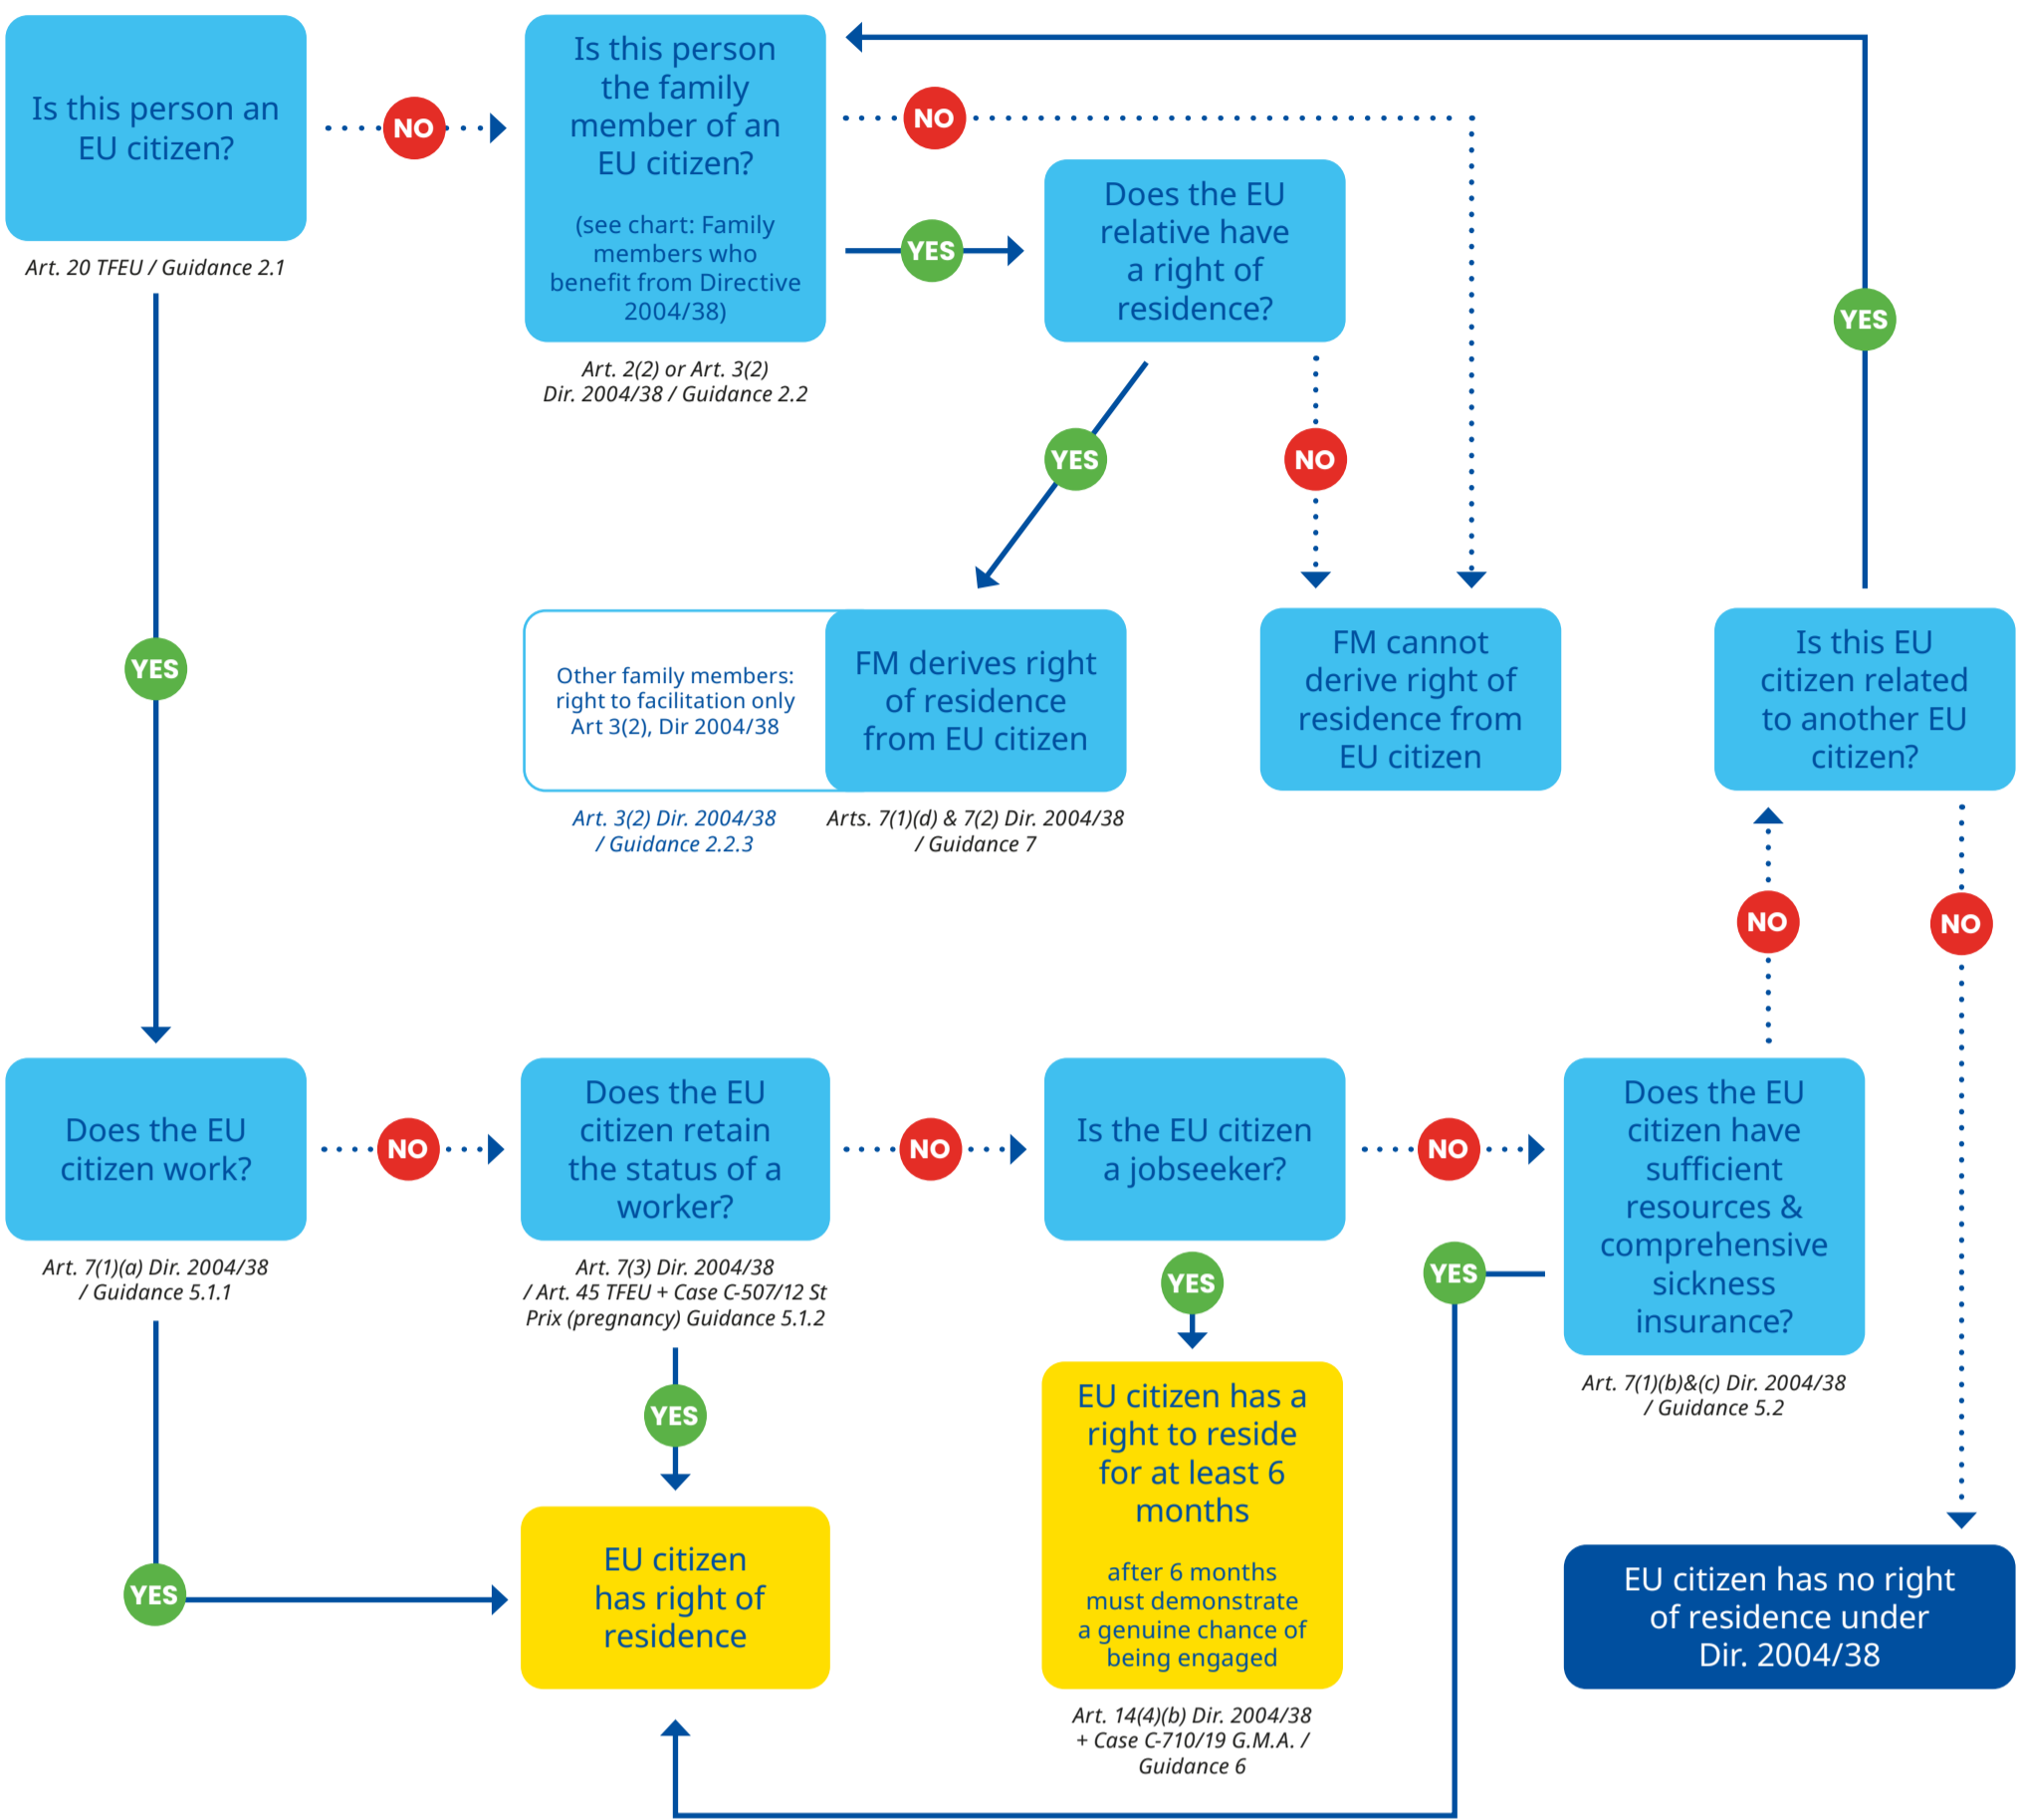 Is this person an
EU citizen?
Art. 20 TFEU / Guidance 2.1
NO
Is this person
the family
member of an
EU citizen?
(see chart: Family
members who
benefit from Directive
2004/38)
Art. 2(2) or Art. 3(2)
Dir. 2004/38 / Guidance 2.2
NO
YES
Does the EU
relative have
a right of
residence?
YES
NO
YES
YES
Other family members:
right to facilitation only
Art 3(2), Dir 2004/38
Art. 3(2) Dir. 2004/38
/ Guidance 2.2.3
FM derives right
of residence
from EU citizen
Arts. 7(1)(d) & 7(2) Dir. 2004/38
/ Guidance 7
FM cannot
derive right of
residence from
EU citizen
Is this EU
citizen related
to another EU
citizen?
NO
NO
Does the EU
citizen work?
Art. 7(1)(a) Dir. 2004/38
/ Guidance 5.1.1
NO
Does the EU
citizen retain
the status of a
worker?
Art. 7(3) Dir. 2004/38
/ Art. 45 TFEU + Case C-507/12 St
Prix (pregnancy) Guidance 5.1.2
NO
Is the EU citizen
a jobseeker?
NO
Does the EU
citizen have
sufficient
resources &
comprehensive
sickness
insurance?
Art. 7(1)(b)&(c) Dir. 2004/38
/ Guidance 5.2
YES
YES
YES
YES
EU citizen
has right of
residence
EU citizen has a
right to reside
for at least 6
months
after 6 months
must demonstrate
a genuine chance of
being engaged
Art. 14(4)(b) Dir. 2004/38
+ Case C-710/19 G.M.A. /
Guidance 6
EU citizen has no right
of residence under
Dir. 2004/38